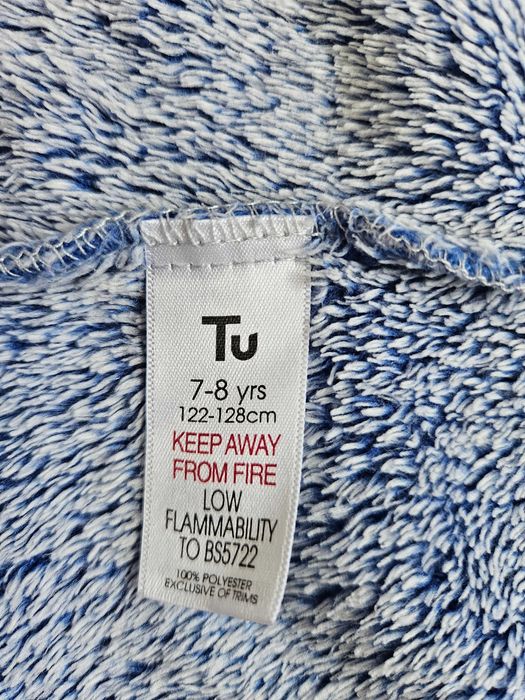 Tu
7-8 yrs
122-128cm
KEEP AWAY
FROM FIRE
LOW
FLAMMABILITY
TO BS5722
100% POLYESTER
EXCLUSIVE OF TRIMS